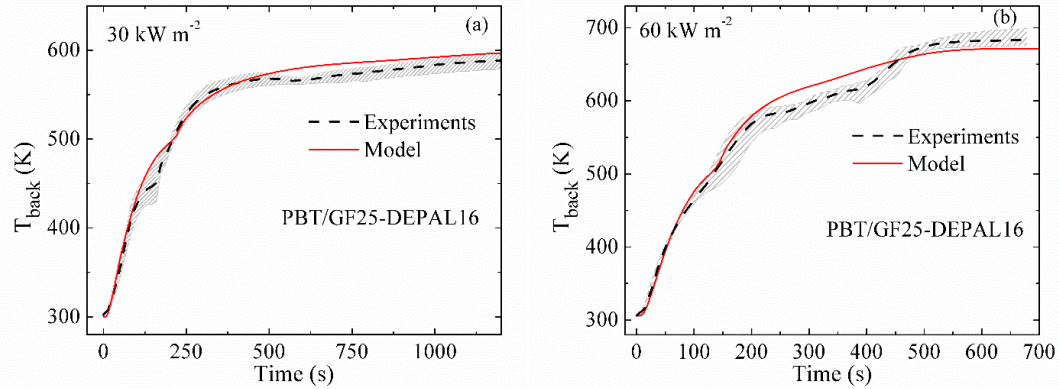 30 kW m-2
(a)
600
500
400
300
T_back (K)
Experiments
Model
PBT/GF25-DEPAL16
0 250 500 750 1000
Time (s)
60 kW m-2
(b)
700
600
500
400
300
T_back (K)
Experiments
Model
PBT/GF25-DEPAL16
0 100 200 300 400 500 600 700
Time (s)